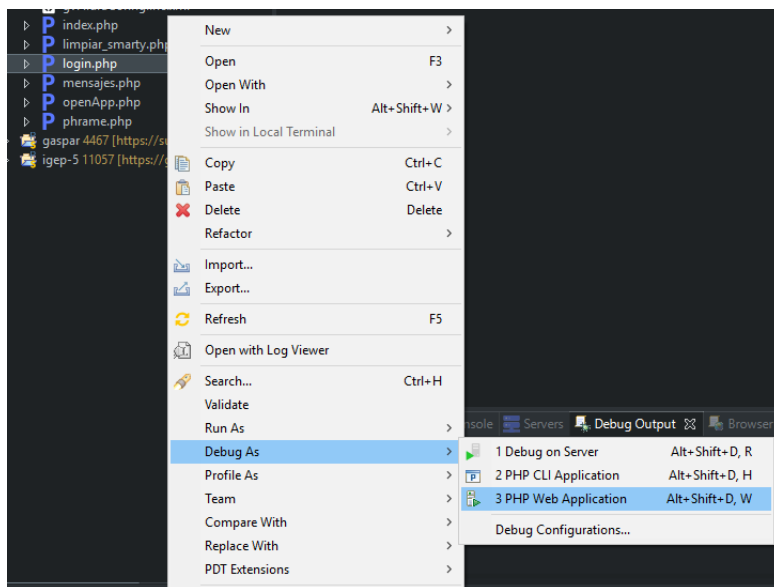 index.php
limpiar_smarty.php
login.php
mensajes.php
openApp.php
phrame.php
gaspar 4467 [https://su
igep-5 11057 [https://g
New
Open F3
Open With
Show In Alt+Shift+W
Show in Local Terminal
Copy Ctrl+C
Paste Ctrl+V
Delete Delete
Refactor
Import...
Export...
Refresh F5
Open with Log Viewer
Search... Ctrl+H
Validate
Run As
Debug As
Profile As
Team
Compare With
Replace With
PDT Extensions
nsole Servers Debug Output Browser
1 Debug on Server Alt+Shift+D, R
2 PHP CLI Application Alt+Shift+D, H
3 PHP Web Application Alt+Shift+D, W
Debug Configurations...